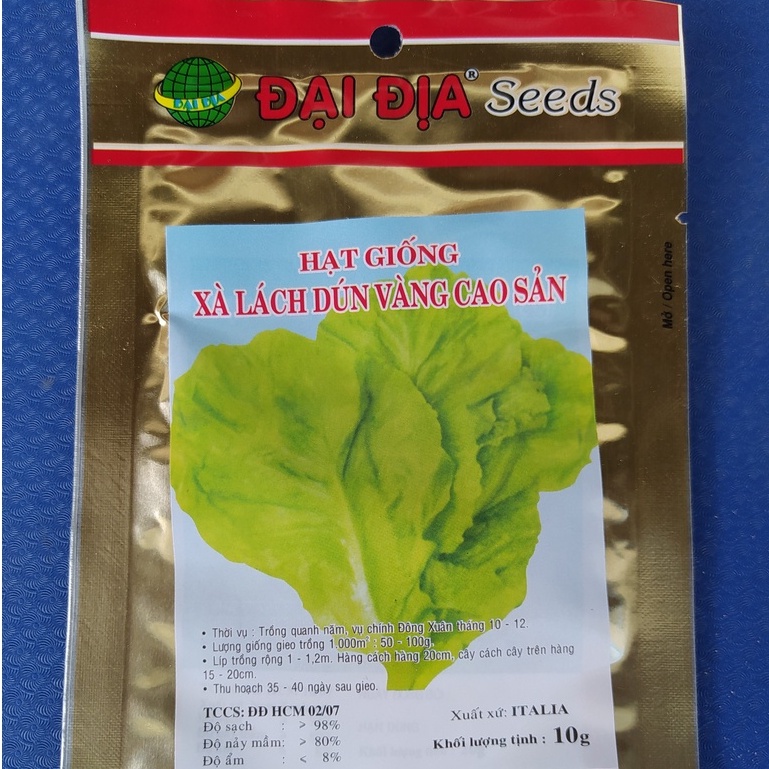 ĐẠI ĐỊA
ĐẠI ĐỊA® Seeds
Mở / Open here
HẠT GIỐNG
XÀ LÁCH DÚN VÀNG CAO SẢN
• Thời vụ : Trồng quanh năm, vụ chính Đông Xuân tháng 10 - 12.
• Lượng giống gieo trồng 1.000m² : 50 - 100g.
• Líp trồng rộng 1 - 1,2m. Hàng cách hàng 20cm, cây cách cây trên hàng
15 - 20cm.
• Thu hoạch 35 - 40 ngày sau gieo.
TCCS: ĐĐ HCM 02/07
Độ sạch : > 98%
Độ nảy mầm: > 80%
Độ ẩm : < 8%
Xuất xứ: ITALIA
Khối lượng tịnh : 10g